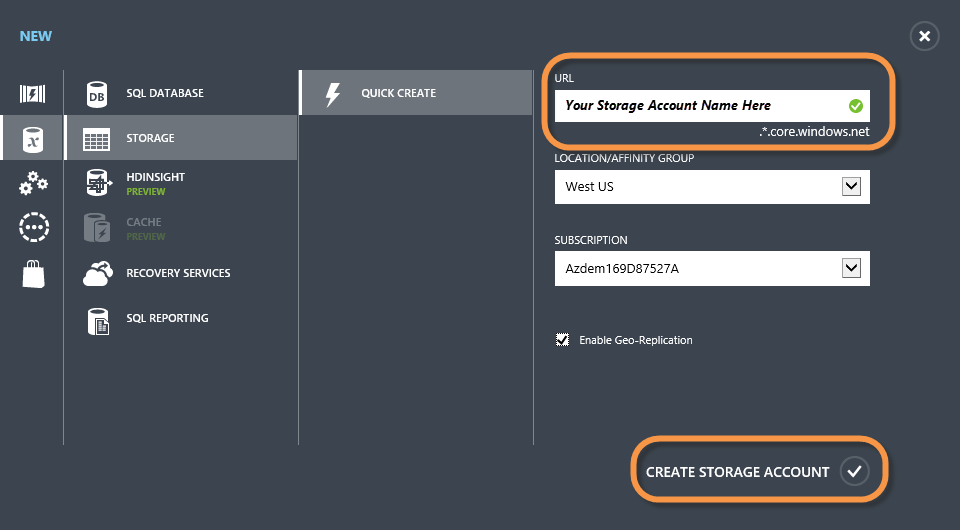 NEW
DB
SQL DATABASE
STORAGE
HDINSIGHT
PREVIEW
CACHE
PREVIEW
RECOVERY SERVICES
SQL REPORTING
x
QUICK CREATE
URL
Your Storage Account Name Here
.*.core.windows.net
LOCATION/AFFINITY GROUP
West US
SUBSCRIPTION
Azdem169D87527A
Enable Geo-Replication
CREATE STORAGE ACCOUNT